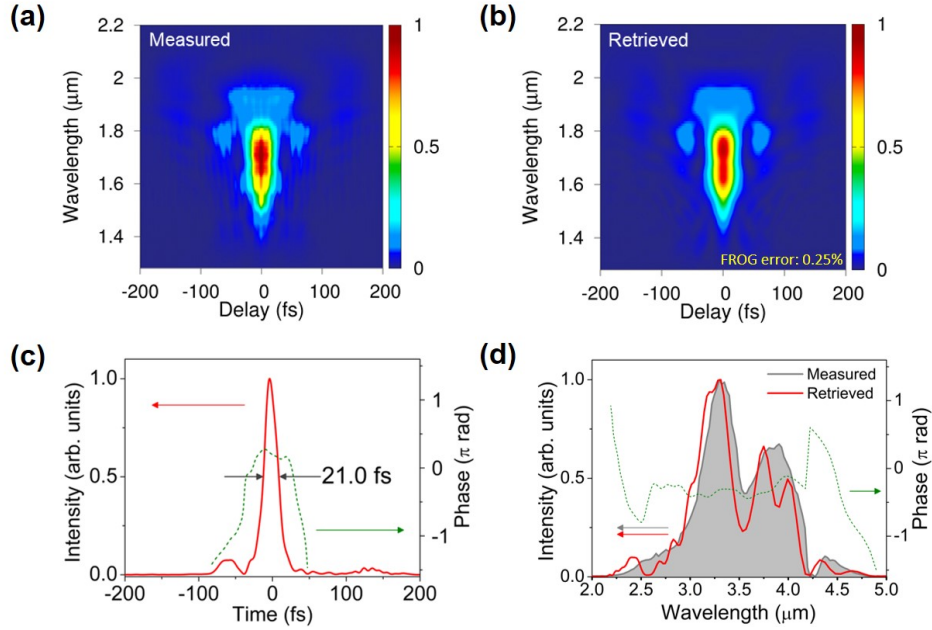 (a)
Measured
2.2
2
1.8
1.6
1.4
Wavelength (μm)
-200 -100 0 100 200
Delay (fs)
1
0.5
0
(b)
Retrieved
2.2
2
1.8
1.6
1.4
Wavelength (μm)
FROG error: 0.25%
-200 -100 0 100 200
Delay (fs)
1
0.5
0
(c)
1.0
0.5
0.0
Intensity (arb. units)
21.0 fs
1
0
-1
Phase (π rad)
-200 -100 0 100 200
Time (fs)
(d)
Measured
Retrieved
1.0
0.5
0.0
Intensity (arb. units)
1
0
-1
Phase (π rad)
2.0 2.5 3.0 3.5 4.0 4.5 5.0
Wavelength (μm)